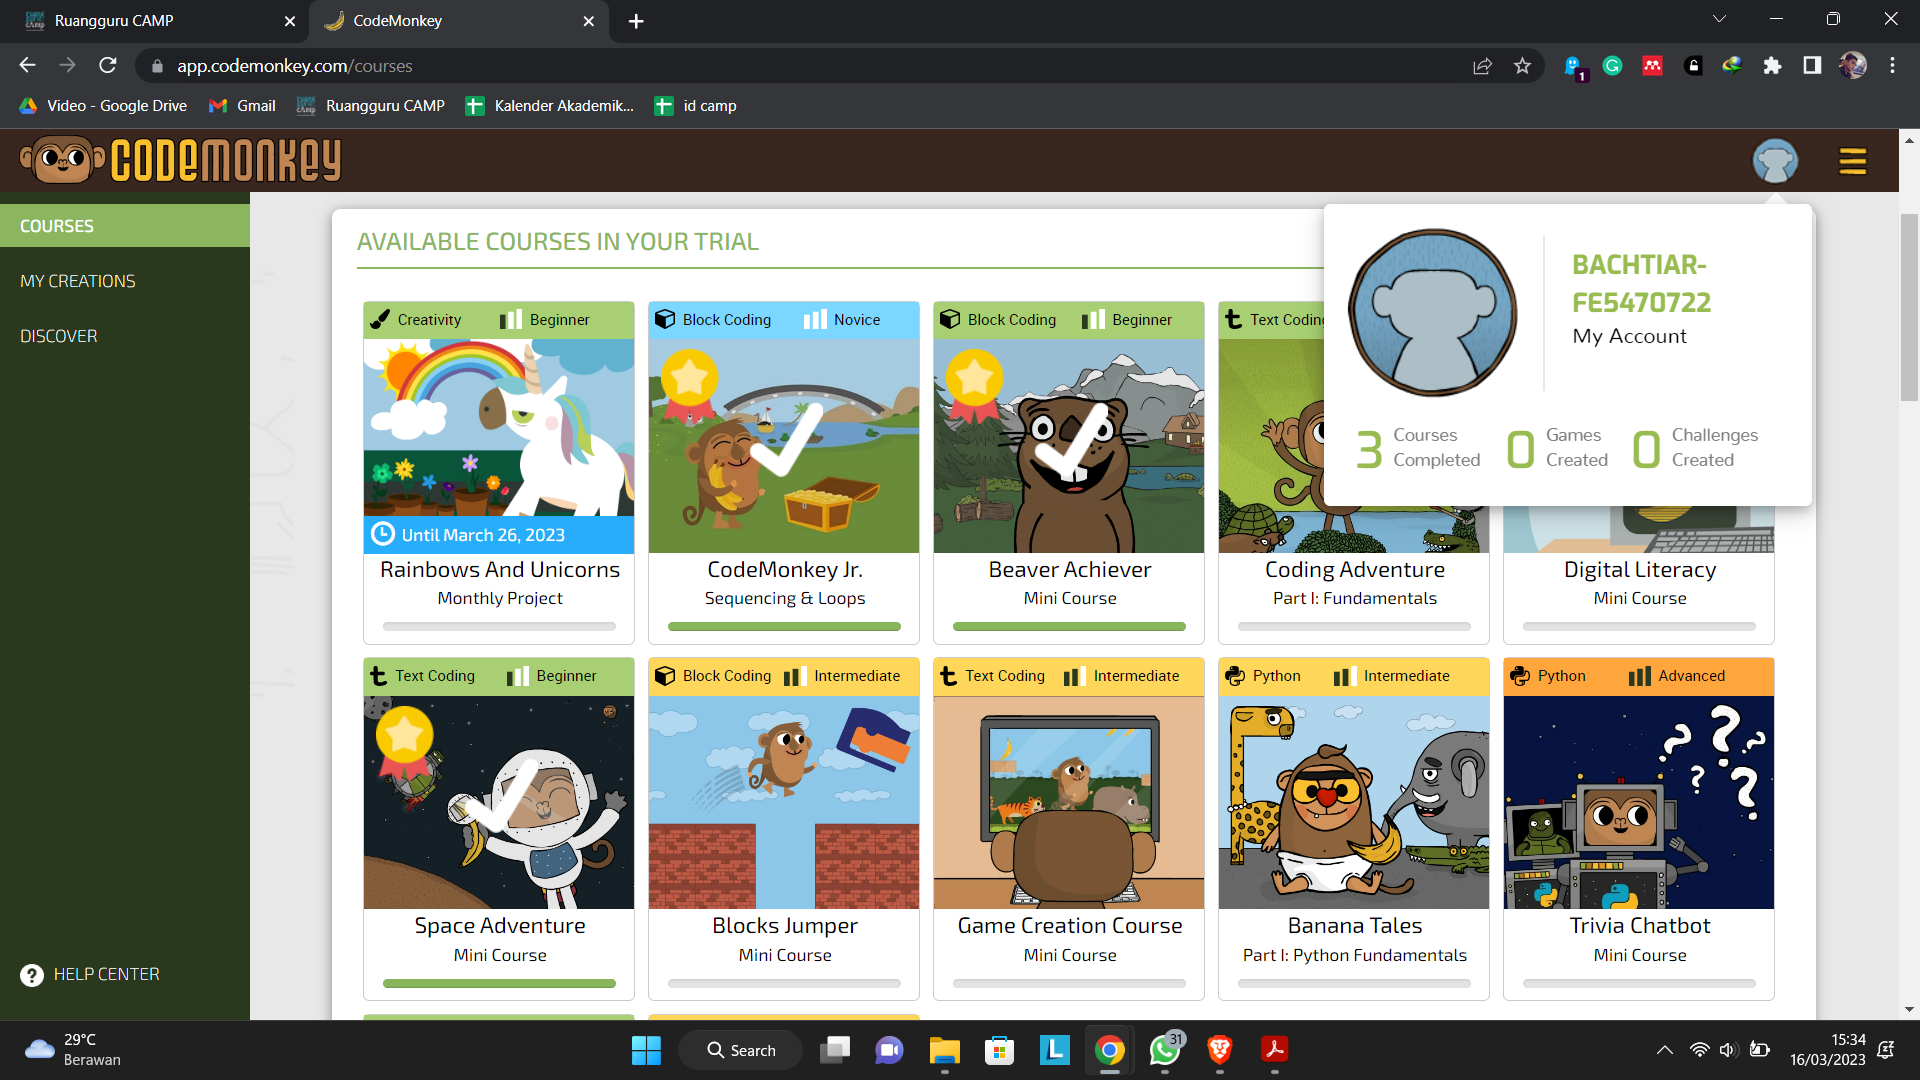 Ruangguru CAMP
CodeMonkey
app.codemonkey.com/courses
1
Video - Google Drive
Gmail
Ruangguru CAMP
Kalender Akademik...
id camp
CODEMONKEY
COURSES
MY CREATIONS
DISCOVER
HELP CENTER
AVAILABLE COURSES IN YOUR TRIAL
BACHTIAR-
FE5470722
My Account
3 Courses Completed
0 Games Created
0 Challenges Created
Creativity Beginner
Until March 26, 2023
Rainbows And Unicorns
Monthly Project
Block Coding Novice
CodeMonkey Jr.
Sequencing & Loops
Block Coding Beginner
Beaver Achiever
Mini Course
Text Coding
Coding Adventure
Part I: Fundamentals
Digital Literacy
Mini Course
Text Coding Beginner
Space Adventure
Mini Course
Block Coding Intermediate
Blocks Jumper
Mini Course
Text Coding Intermediate
Game Creation Course
Mini Course
Python Intermediate
Banana Tales
Part I: Python Fundamentals
Python Advanced
? ? ? ? ?
Trivia Chatbot
Mini Course
29°C
Berawan
Search
L
31
15:34
16/03/2023